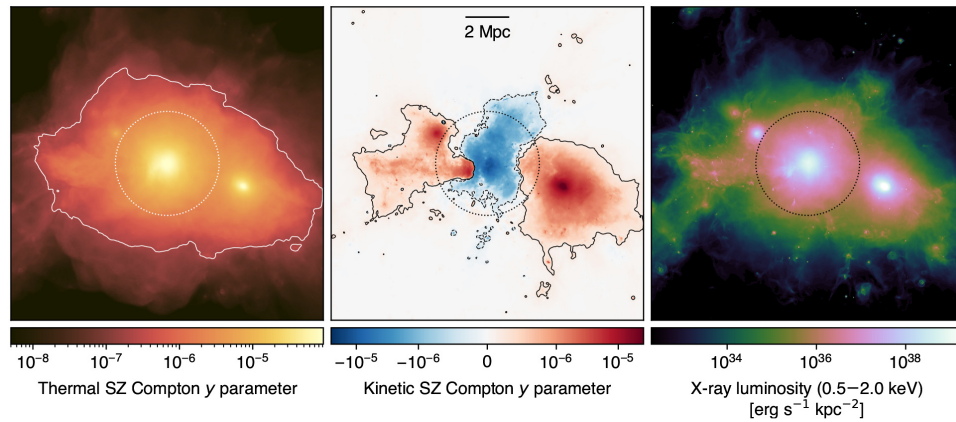 2 Mpc
10⁻⁸ 10⁻⁷ 10⁻⁶ 10⁻⁵
Thermal SZ Compton y parameter
−10⁻⁵ −10⁻⁶ 0 10⁻⁶ 10⁻⁵
Kinetic SZ Compton y parameter
10³⁴ 10³⁶ 10³⁸
X-ray luminosity (0.5−2.0 keV)
[erg s⁻¹ kpc⁻²]